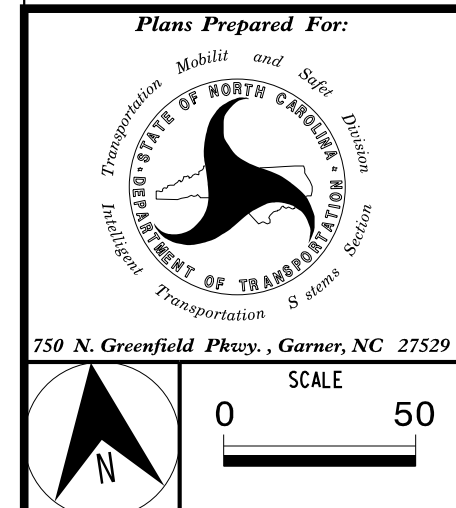 Plans Prepared For:
Transportation Mobilit and Safet Division
STATE OF NORTH CAROLINA
DEPARTMENT OF TRANSPORTATION
Intelligent Transportation S stems Section
750 N. Greenfield Pkwy. , Garner, NC 27529
N
SCALE
0 50